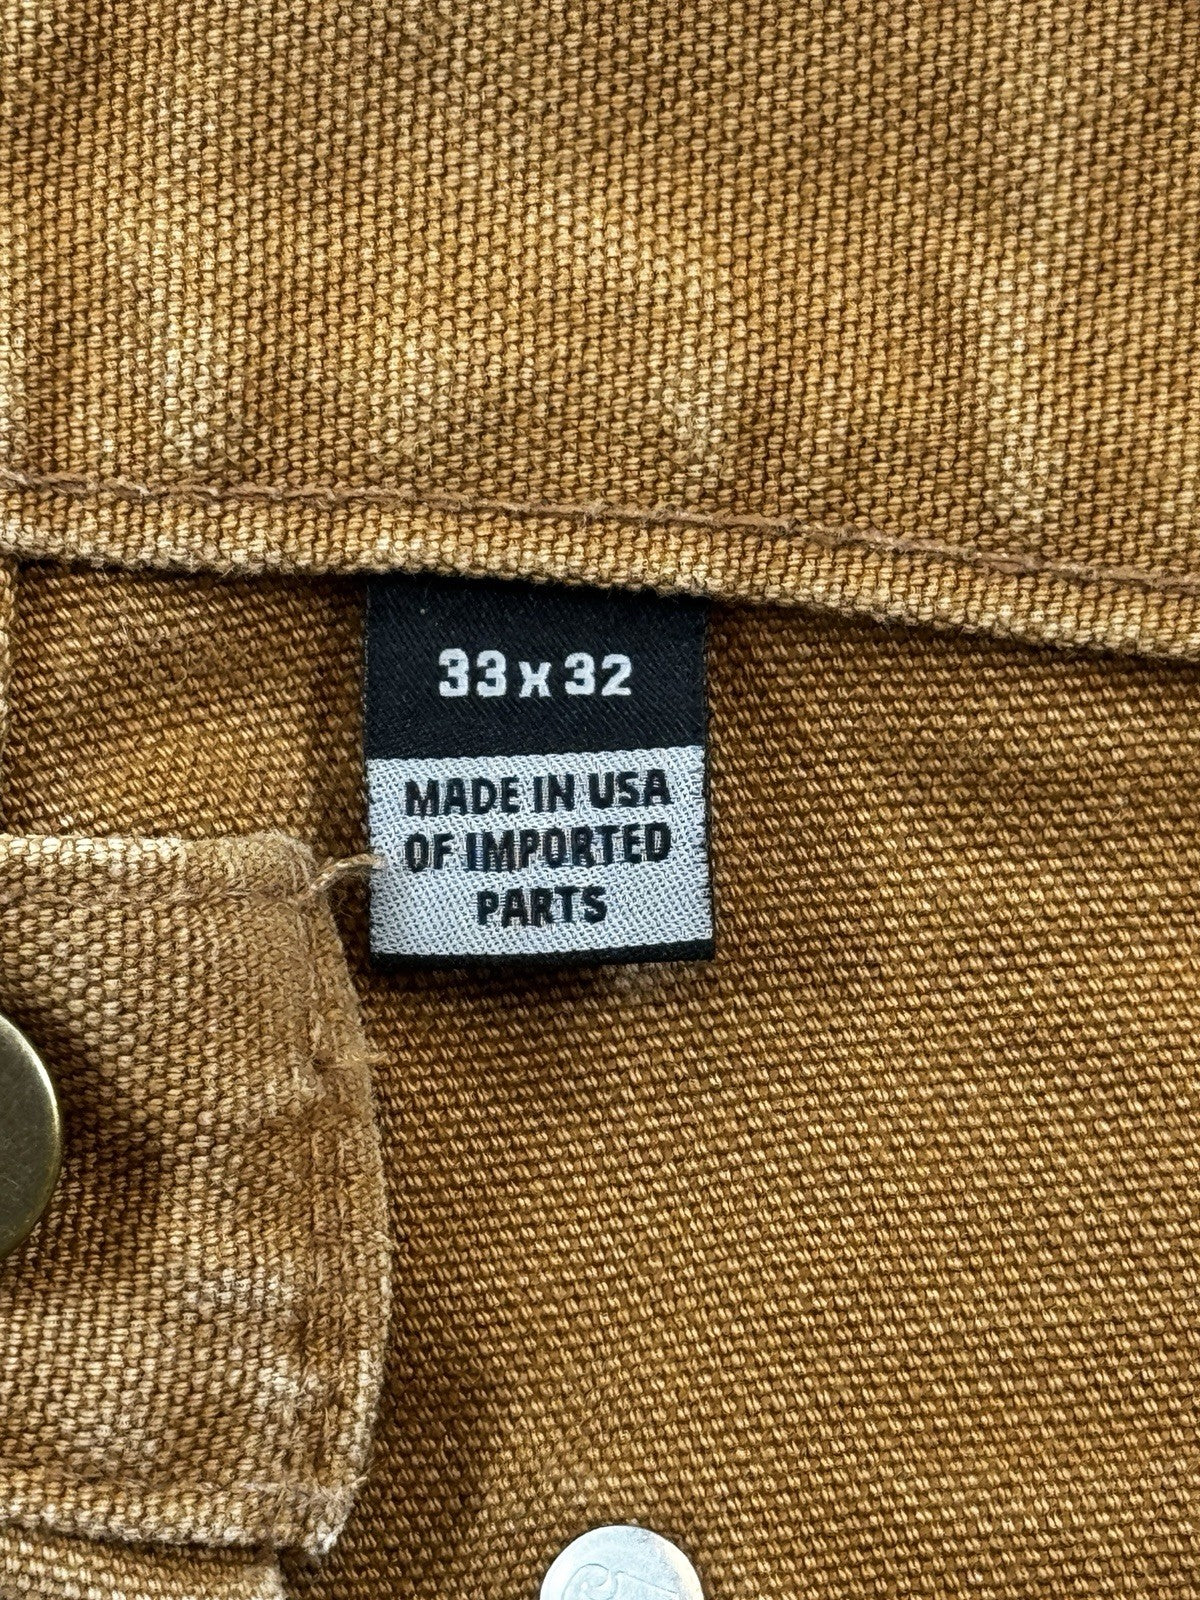 33 x 32
MADE IN USA
OF IMPORTED
PARTS